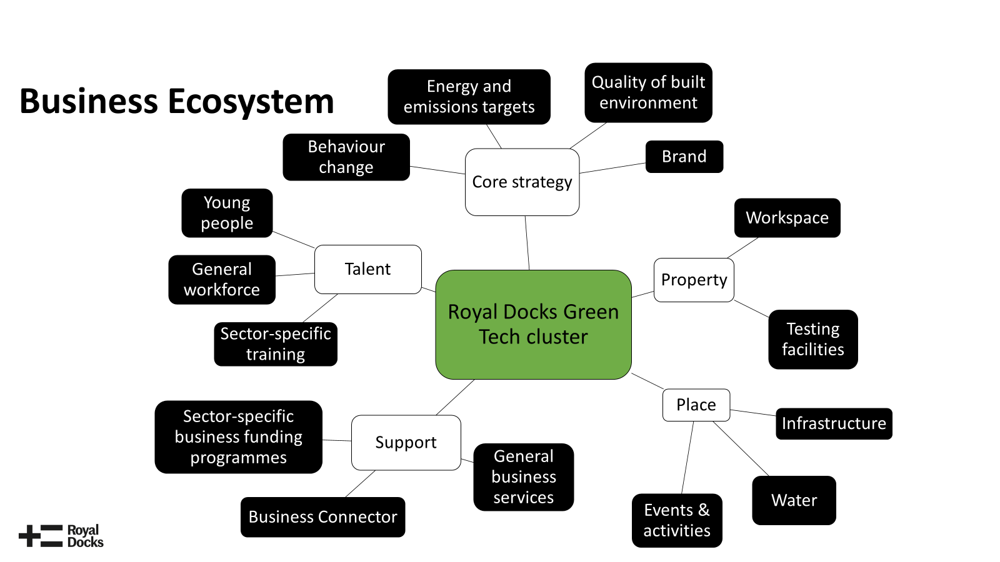 Business Ecosystem
Energy and
emissions targets
Quality of built
environment
Behaviour
change
Brand
Core strategy
Young
people
Workspace
General
workforce
Talent
Property
Royal Docks Green
Tech cluster
Sector-specific
training
Testing
facilities
Place
Infrastructure
Sector-specific
business funding
programmes
Support
General
business
services
Water
Business Connector
Events &
activities
Royal
Docks